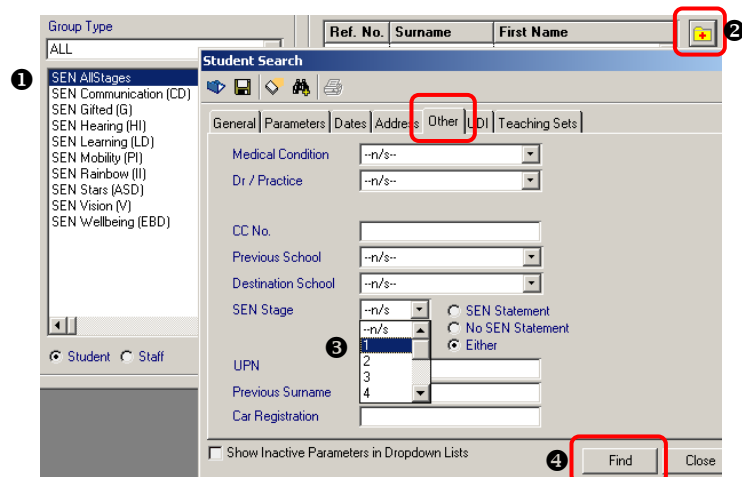 Group Type
ALL
Ref. No. Surname First Name
❷
❶
SEN AllStages
SEN Communication (CD)
SEN Gifted (G)
SEN Hearing (HI)
SEN Learning (LD)
SEN Mobility (PI)
SEN Rainbow (II)
SEN Stars (ASD)
SEN Vision (V)
SEN Wellbeing (EBD)
Student Staff
Student Search
General Parameters Dates Address Other UDI Teaching Sets
Medical Condition --n/s--
Dr / Practice --n/s--
CC No.
Previous School --n/s--
Destination School --n/s--
SEN Stage --n/s SEN Statement
--n/s No SEN Statement
❸ 1 Either
2
3
4
UPN
Previous Surname
Car Registration
Show Inactive Parameters in Dropdown Lists
❹ Find Close